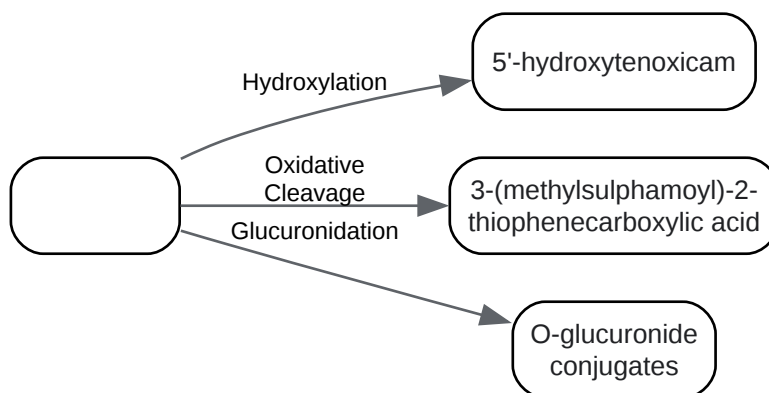 Hydroxylation
5'-hydroxytenoxicam
Oxidative
Cleavage
3-(methylsulphamoyl)-2-
thiophenecarboxylic acid
Glucuronidation
O-glucuronide
conjugates